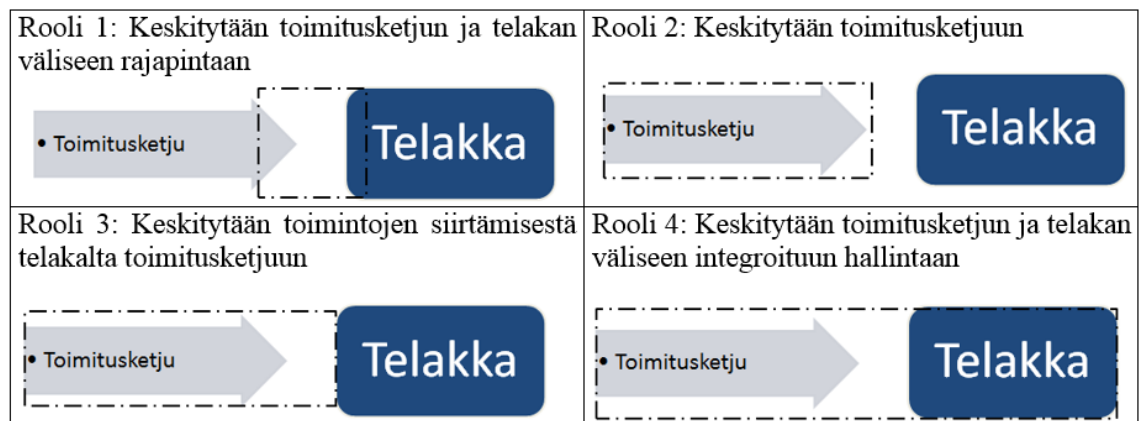 Rooli 1: Keskitytään toimitusketjun ja telakan
väliseen rajapintaan
• Toimitusketju
Telakka
Rooli 2: Keskitytään toimitusketjuun
• Toimitusketju
Telakka
Rooli 3: Keskitytään toimintojen siirtämisestä
telakalta toimitusketjuun
• Toimitusketju
Telakka
Rooli 4: Keskitytään toimitusketjun ja telakan
väliseen integroituun hallintaan
• Toimitusketju
Telakka